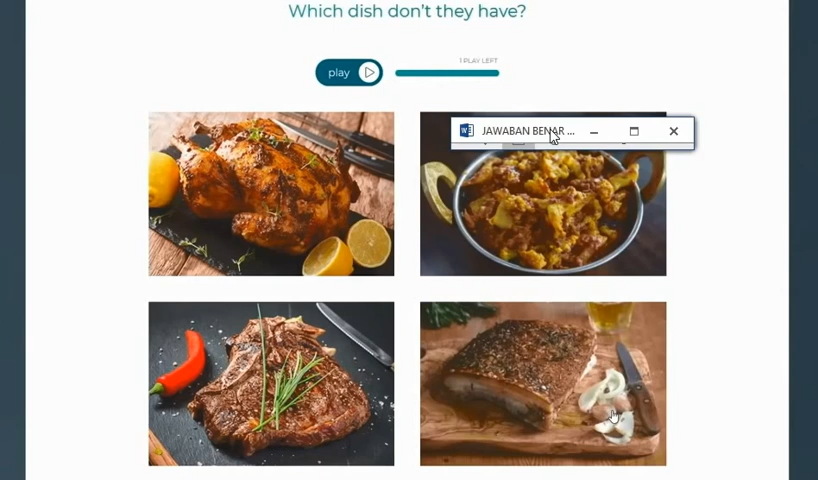 Which dish don't they have?
1 PLAY LEFT
play
JAWABAN BENAR ...